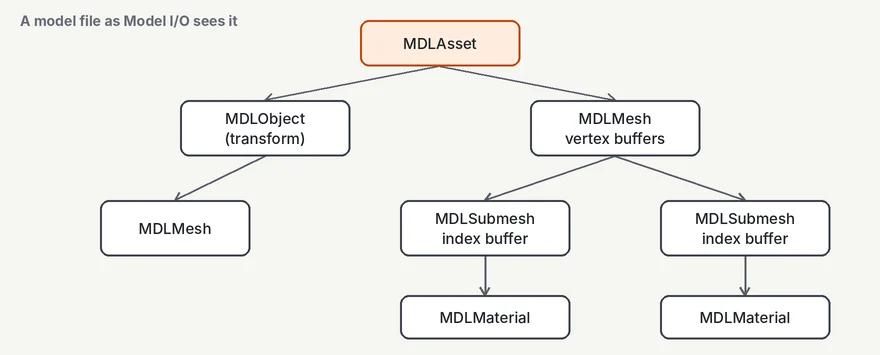 A model file as Model I/O sees it
MDLAsset
MDLObject
(transform)
MDLMesh
vertex buffers
MDLMesh
MDLSubmesh
index buffer
MDLSubmesh
index buffer
MDLMaterial
MDLMaterial